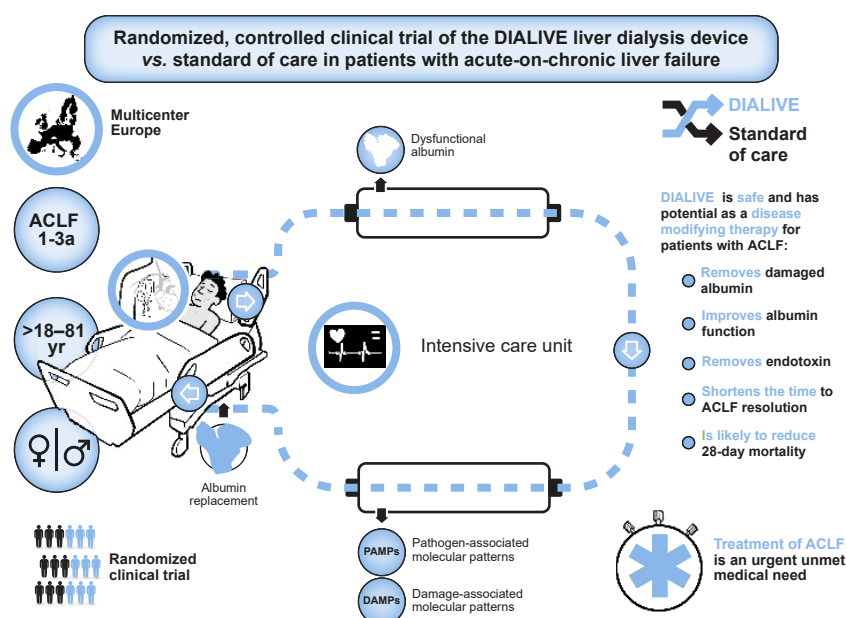 Randomized, controlled clinical trial of the DIALIVE liver dialysis device
vs. standard of care in patients with acute-on-chronic liver failure
Multicenter
Europe
ACLF
1-3a
>18–81
yr
Randomized
clinical trial
Dysfunctional
albumin
Intensive care unit
Albumin
replacement
PAMPs
Pathogen-associated
molecular patterns
DAMPs
Damage-associated
molecular patterns
DIALIVE
Standard
of care
DIALIVE is safe and has
potential as a disease
modifying therapy for
patients with ACLF:
Removes damaged
albumin
Improves albumin
function
Removes endotoxin
Shortens the time to
ACLF resolution
Is likely to reduce
28-day mortality
Treatment of ACLF
is an urgent unmet
medical need